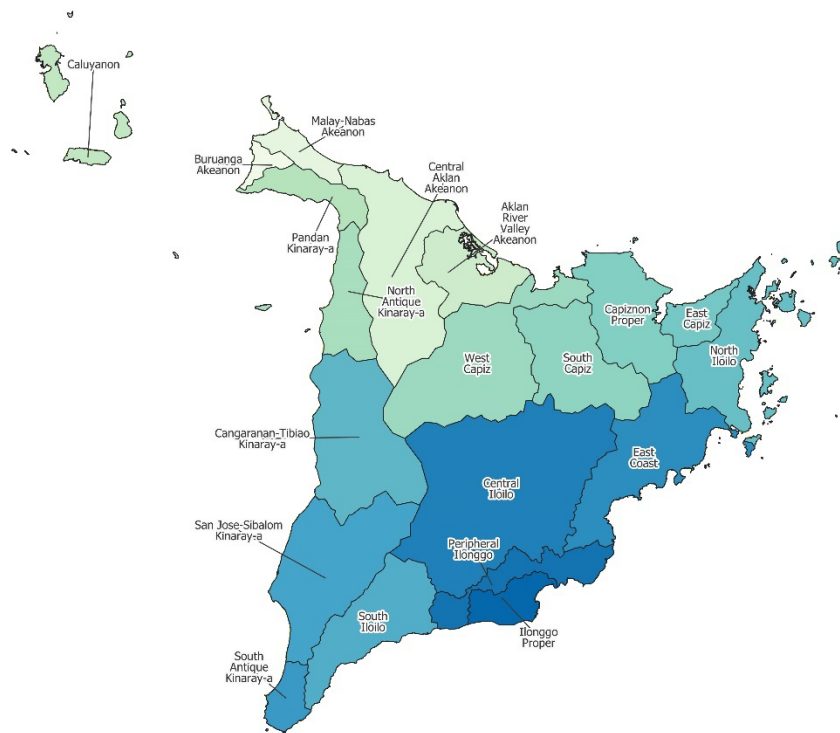 Caluyanon
Malay-Nabas
Akeanon
Buruanga
Akeanon
Central
Aklan
Akeanon
Aklan
River
Valley
Akeanon
Pandan
Kinaray-a
North
Antique
Kinaray-a
Capiznon
Proper
East
Capiz
North
Iloilo
West
Capiz
South
Capiz
Cangaranan-Tibiao
Kinaray-a
East
Coast
Central
Iloilo
San Jose-Sibalom
Kinaray-a
Peripheral
Ilonggo
South
Iloilo
Ilonggo
Proper
South
Antique
Kinaray-a